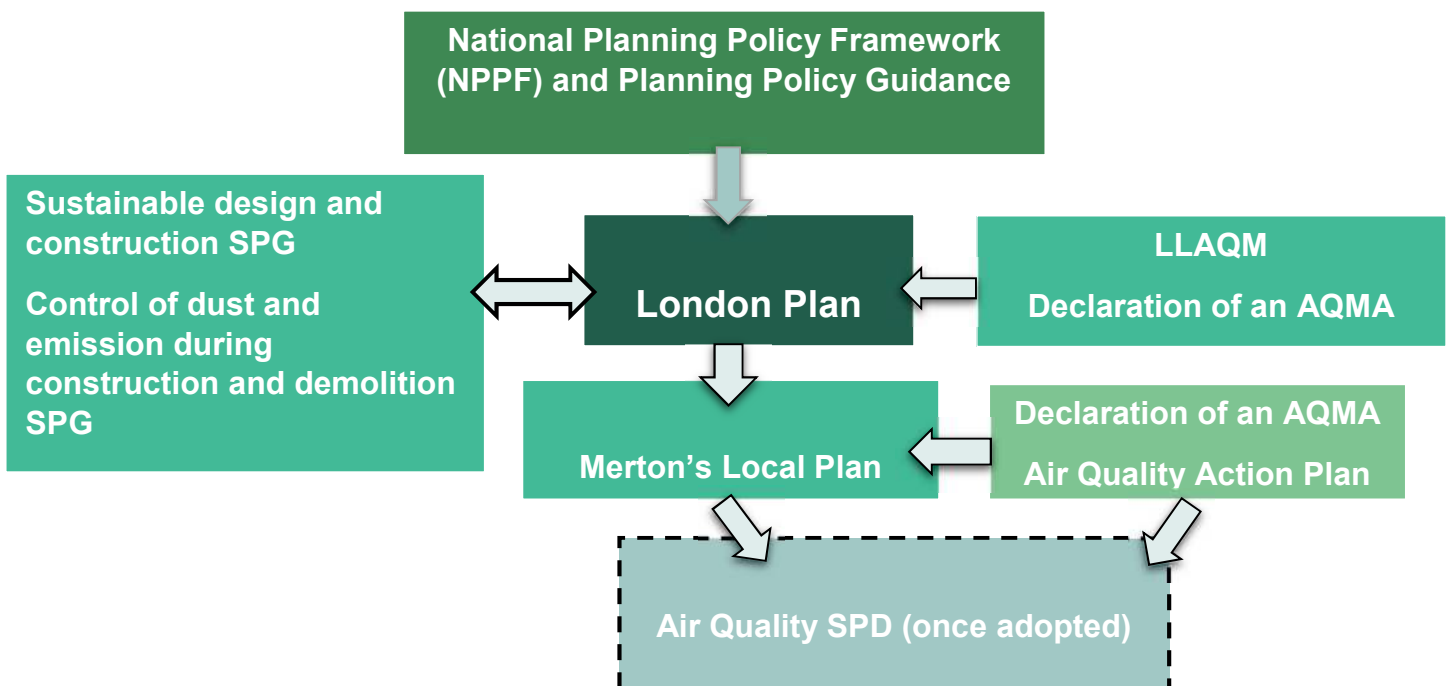 National Planning Policy Framework
(NPPF) and Planning Policy Guidance
Sustainable design and
construction SPG
Control of dust and
emission during
construction and demolition
SPG
London Plan
LLAQM
Declaration of an AQMA
Merton’s Local Plan
Declaration of an AQMA
Air Quality Action Plan
Air Quality SPD (once adopted)